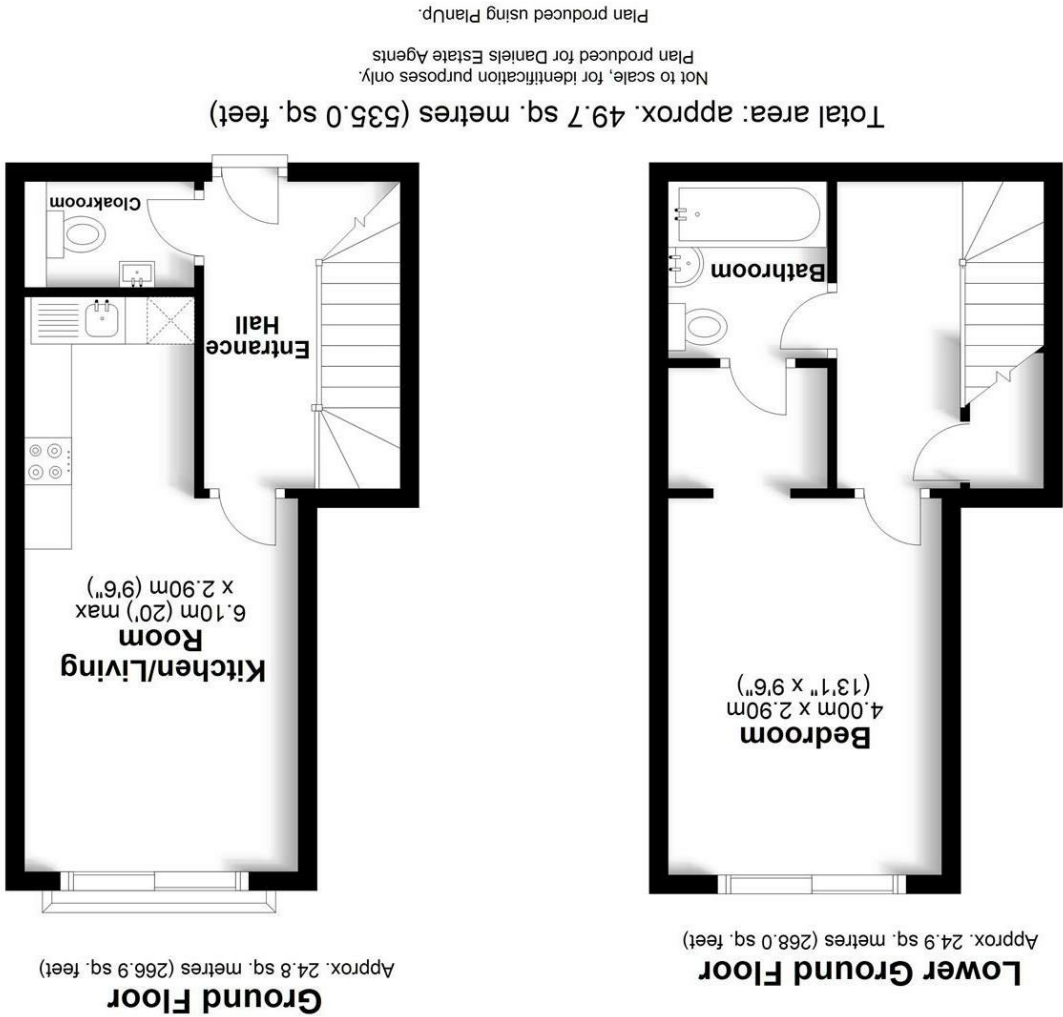 Lower Ground Floor
Approx. 24.9 sq. metres (268.0 sq. feet)
Bedroom
4.00m x 2.90m
(13'1" x 9'6")
Bathroom
Ground Floor
Approx. 24.8 sq. metres (266.9 sq. feet)
Kitchen/Living
Room
6.10m (20') max
x 2.90m (9'6")
Entrance
Hall
Cloakroom
Total area: approx. 49.7 sq. metres (535.0 sq. feet)
Not to scale, for identification purposes only.
Plan produced for Daniels Estate Agents
Plan produced using PlanUp.